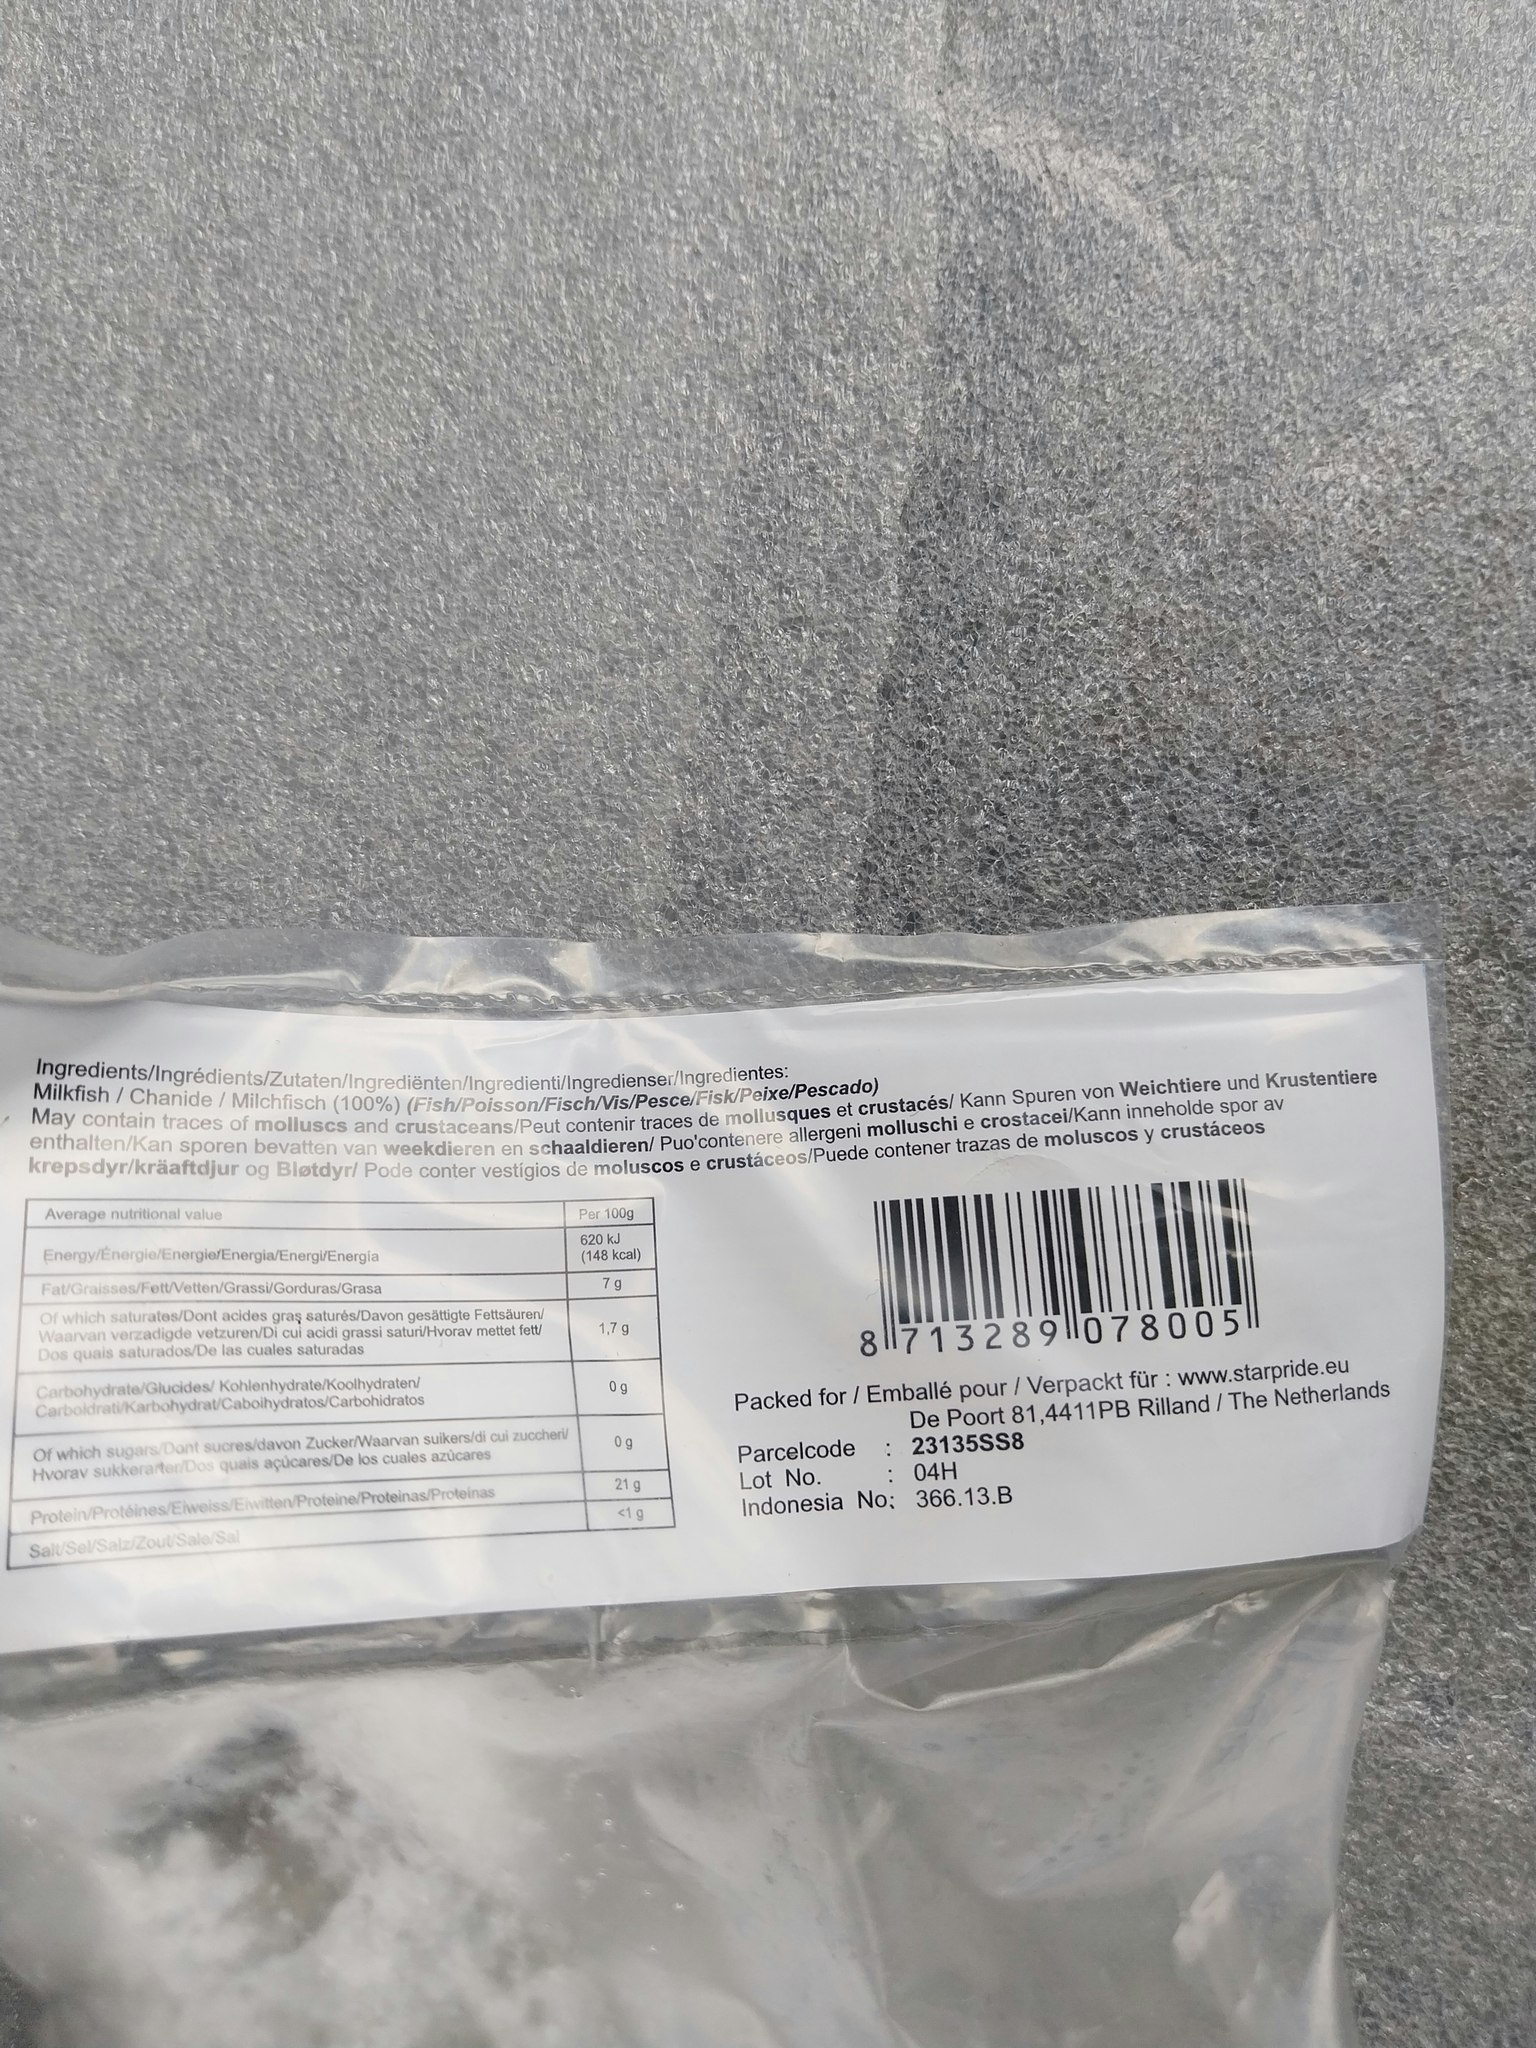 Ingredients/Ingrédients/Zutaten/Ingrediënten/Ingredienti/Ingredienser/Ingredientes:
Milkfish / Chanide / Milchfisch (100%) (Fish/Poisson/Fisch/Vis/Pesce/Fisk/Peixe/Pescado)
May contain traces of molluscs and crustaceans/Peut contenir traces de mollusques et crustacés/ Kann Spuren von Weichtiere und Krustentiere
enthalten/Kan sporen bevatten van weekdieren en schaaldieren/ Puo'contenere allergeni molluschi e crostacei/Kann inneholde spor av
krepsdyr/kräaftdjur og Bløtdyr/ Pode conter vestígios de moluscos e crustáceos/Puede contener trazas de moluscos y crustáceos
Average nutritional value Per 100g
Energy/Énergie/Energie/Energia/Energi/Energia 620 kJ
(148 kcal)
Fat/Graisses/Fett/Vetten/Grassi/Gorduras/Grasa 7 g
Of which saturates/Dont acides gras saturés/Davon gesättigte Fettsäuren/
Waarvan verzadigde vetzuren/Di cui acidi grassi saturi/Hvorav mettet fett/ 1,7 g
Dos quais saturados/De las cuales saturadas
Carbohydrate/Glucides/ Kohlenhydrate/Koolhydraten/ 0 g
Carboldrati/Karbohydrat/Caboihydratos/Carbohidratos
Of which sugars/Dont sucres/davon Zucker/Waarvan suikers/di cui zuccheri/ 0 g
Hvorav sukkerarter/Dos quais açúcares/De los cuales azûcares
Protein/Protéines/Eiweiss/Eiwitten/Proteine/Proteinas/Proteínas 21 g
Salt/Sel/Salz/Zout/Sale/Sal <1 g
8 713289 078005
Packed for / Emballé pour / Verpackt für : www.starpride.eu
De Poort 81,4411PB Rilland / The Netherlands
Parcelcode : 23135SS8
Lot No. : 04H
Indonesia No: 366.13.B